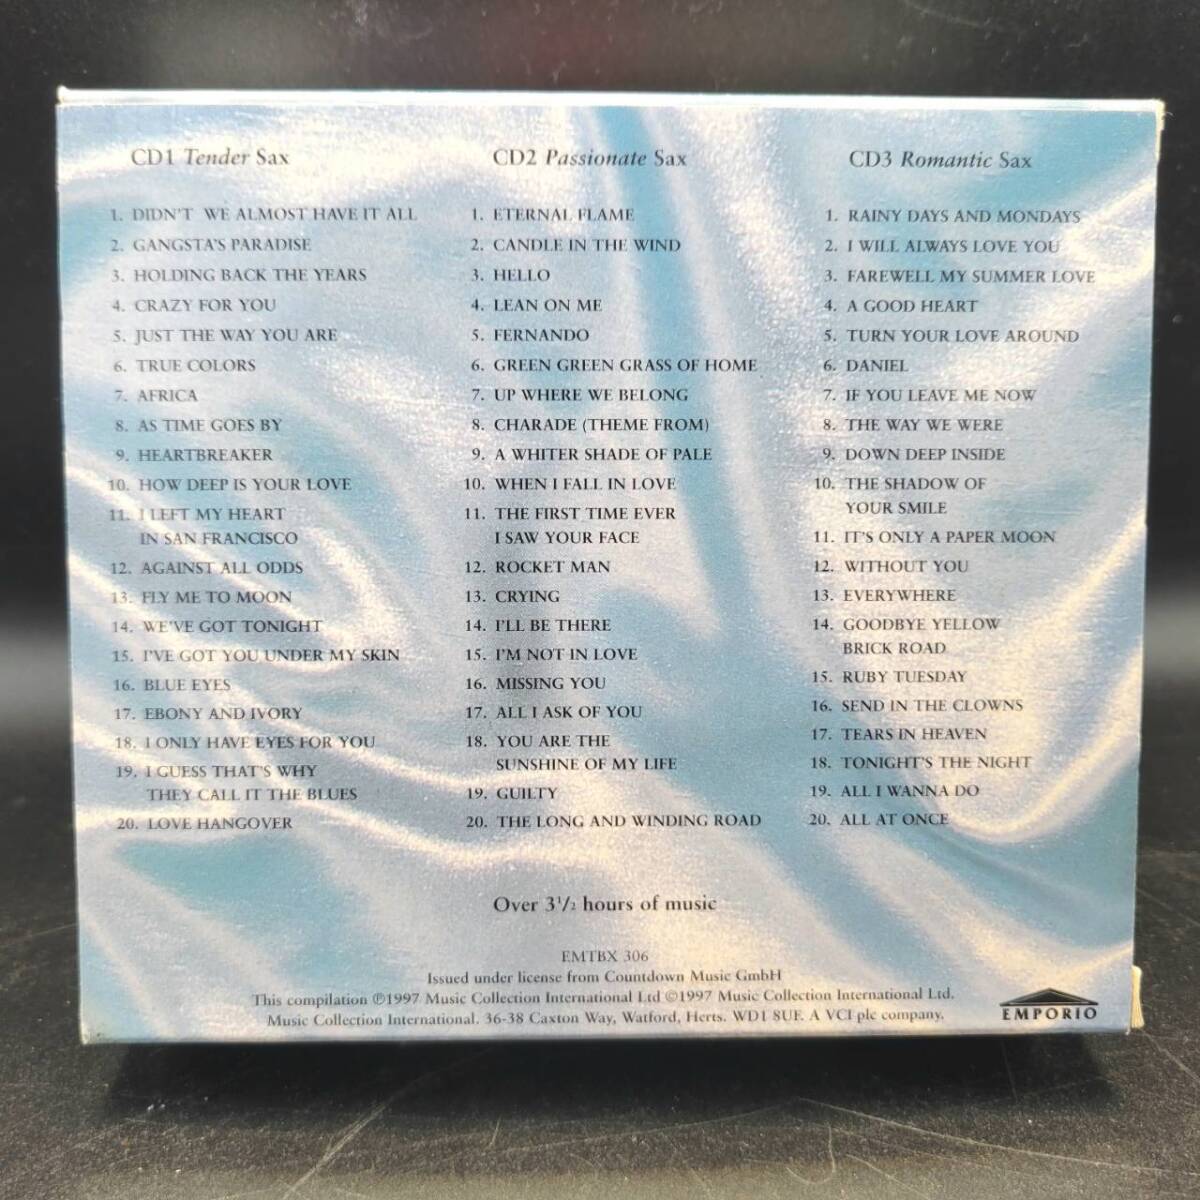 CD1 Tender Sax
1. DIDN'T WE ALMOST HAVE IT ALL
2. GANGSTA'S PARADISE
3. HOLDING BACK THE YEARS
4. CRAZY FOR YOU
5. JUST THE WAY YOU ARE
6. TRUE COLORS
7. AFRICA
8. AS TIME GOES BY
9. HEARTBREAKER
10. HOW DEEP IS YOUR LOVE
11. I LEFT MY HEART
IN SAN FRANCISCO
12. AGAINST ALL ODDS
13. FLY ME TO MOON
14. WE'VE GOT TONIGHT
15. I'VE GOT YOU UNDER MY SKIN
16. BLUE EYES
17. EBONY AND IVORY
18. I ONLY HAVE EYES FOR YOU
19. I GUESS THAT'S WHY
THEY CALL IT THE BLUES
20. LOVE HANGOVER
CD2 Passionate Sax
1. ETERNAL FLAME
2. CANDLE IN THE WIND
3. HELLO
4. LEAN ON ME
5. FERNANDO
6. GREEN GREEN GRASS OF HOME
7. UP WHERE WE BELONG
8. CHARADE (THEME FROM)
9. A WHITER SHADE OF PALE
10. WHEN I FALL IN LOVE
11. THE FIRST TIME EVER
I SAW YOUR FACE
12. ROCKET MAN
13. CRYING
14. I'LL BE THERE
15. I'M NOT IN LOVE
16. MISSING YOU
17. ALL I ASK OF YOU
18. YOU ARE THE
SUNSHINE OF MY LIFE
19. GUILTY
20. THE LONG AND WINDING ROAD
CD3 Romantic Sax
1. RAINY DAYS AND MONDAYS
2. I WILL ALWAYS LOVE YOU
3. FAREWELL MY SUMMER LOVE
4. A GOOD HEART
5. TURN YOUR LOVE AROUND
6. DANIEL
7. IF YOU LEAVE ME NOW
8. THE WAY WE WERE
9. DOWN DEEP INSIDE
10. THE SHADOW OF
YOUR SMILE
11. IT'S ONLY A PAPER MOON
12. WITHOUT YOU
13. EVERYWHERE
14. GOODBYE YELLOW
BRICK ROAD
15. RUBY TUESDAY
16. SEND IN THE CLOWNS
17. TEARS IN HEAVEN
18. TONIGHT'S THE NIGHT
19. ALL I WANNA DO
20. ALL AT ONCE
Over 3 1/2 hours of music
EMTBX 306
Issued under license from Countdown Music GmbH
This compilation ℗1997 Music Collection International Ltd ©1997 Music Collection International Ltd.
Music Collection International. 36-38 Caxton Way, Watford, Herts. WD1 8UF. A VCI plc company.
EMPORIO